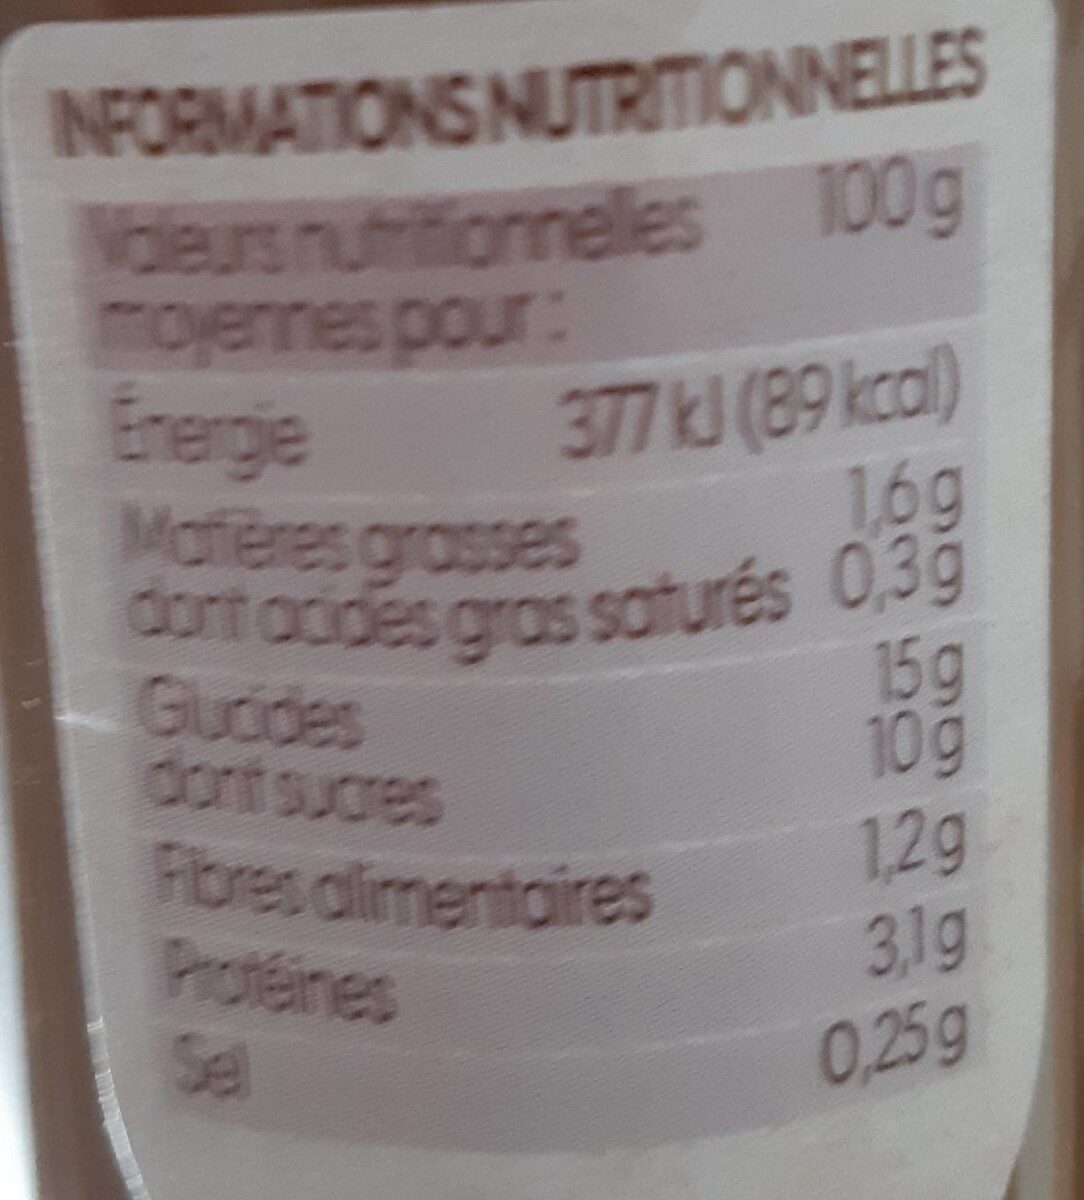 INFORMATIONS NUTRITIONNELLES
Valeurs nutritionnelles 100 g
moyennes pour :
Énergie 377 kJ (89 kcal)
Matières grasses 1,6 g
dont acides gras saturés 0,3 g
Glucides 15 g
dont sucres 10 g
Fibres alimentaires 1,2 g
Protéines 3,1 g
Sel 0,25 g